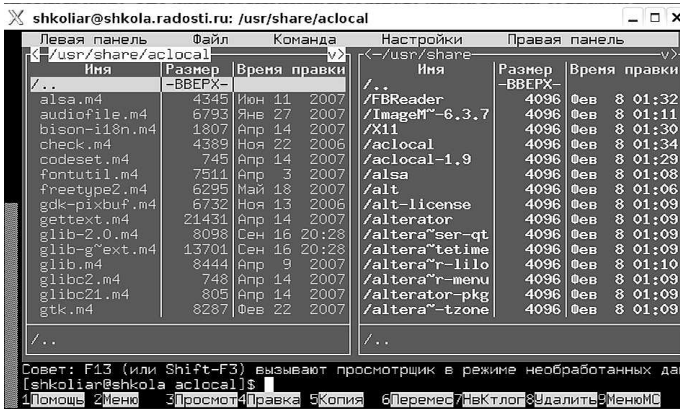 shkoliar@shkola.radosti.ru: /usr/share/aclocal
Левая панель Файл Команда Настройки Правая панель
<-/usr/share/aclocal v> <-/usr/share v>
Имя Размер Время правки Имя Размер Время правки
/.. -ВВЕРХ- /.. -ВВЕРХ-
alsa.m4 4345 Июн 11 2007 /FBReader 4096 Фев 8 01:32
audiofile.m4 6793 Янв 27 2007 /ImageM~-6.3.7 4096 Фев 8 01:11
bison-i18n.m4 1807 Апр 14 2007 /X11 4096 Фев 8 01:30
check.m4 4389 Ноя 22 2006 /aclocal 4096 Фев 8 01:34
codeset.m4 745 Апр 14 2007 /aclocal-1.9 4096 Фев 8 01:29
fontutil.m4 7511 Апр 3 2007 /alsa 4096 Фев 8 01:08
freetype2.m4 6295 Май 18 2007 /alt 4096 Фев 8 01:06
gdk-pixbuf.m4 6732 Ноя 13 2006 /alt-license 4096 Фев 8 01:09
gettext.m4 21431 Апр 14 2007 /alterator 4096 Фев 8 01:09
glib-2.0.m4 8098 Сен 16 20:28 /altera~ser-qt 4096 Фев 8 01:09
glib-g~ext.m4 13701 Сен 16 20:28 /altera~tetime 4096 Фев 8 01:09
glib.m4 8444 Апр 9 2007 /altera~r-lilo 4096 Фев 8 01:10
glibc2.m4 748 Апр 14 2007 /altera~r-menu 4096 Фев 8 01:09
glibc21.m4 805 Апр 14 2007 /alterator-pkg 4096 Фев 8 01:09
gtk.m4 8287 Фев 22 2007 /altera~-tzone 4096 Фев 8 01:09
/.. /..
Совет: F13 (или Shift-F3) вызывают просмотрщик в режиме необработанных да
[shkoliar@shkola aclocal]$
1Помощь 2Меню 3Просмот4Правка 5Копия 6Перемес7НвКтлог8Удалить9МенюМС